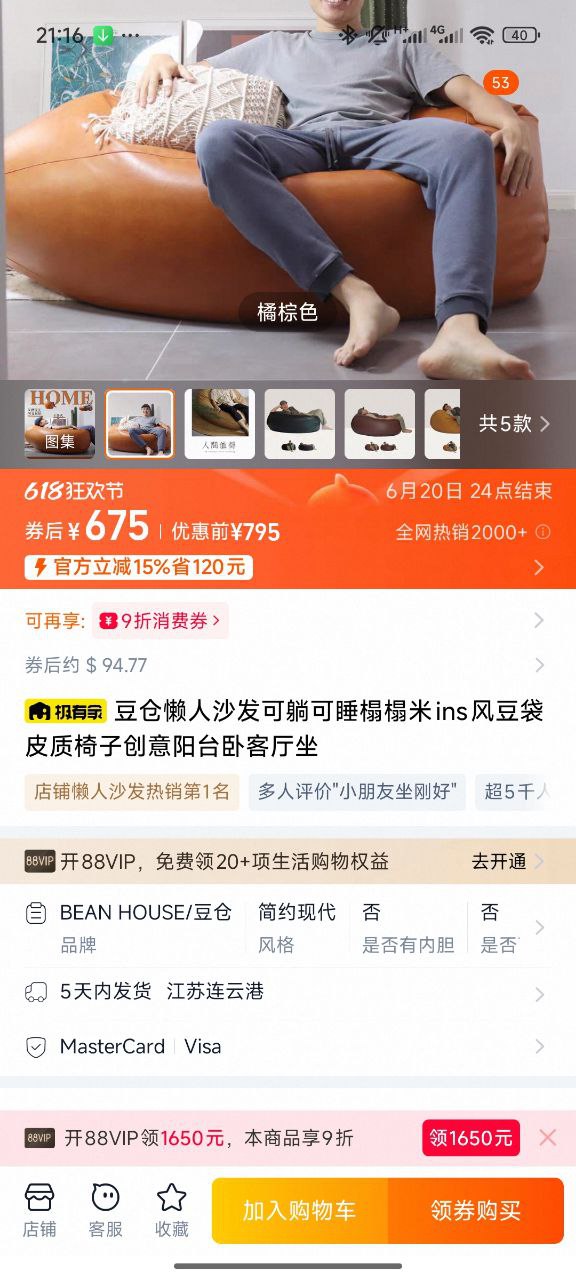 21:16
4G
40
53
橘棕色
HOME
图集
人間值得
共5款
618狂欢节
6月20日 24点结束
券后¥675
优惠前¥795
全网热销2000+
官方立减15%省120元
可再享:
9折消费券
券后约 $ 94.77
极有家 豆仓懒人沙发可躺可睡榻榻米ins风豆袋
皮质椅子创意阳台卧客厅坐
店铺懒人沙发热销第1名
多人评价"小朋友坐刚好"
超5千人
88VIP 开88VIP，免费领20+项生活购物权益
去开通
BEAN HOUSE/豆仓
简约现代
否
否
品牌
风格
是否有内胆
是否
5天内发货 江苏连云港
MasterCard
Visa
88VIP 开88VIP领1650元，本商品享9折
领1650元
店铺
客服
收藏
加入购物车
领券购买